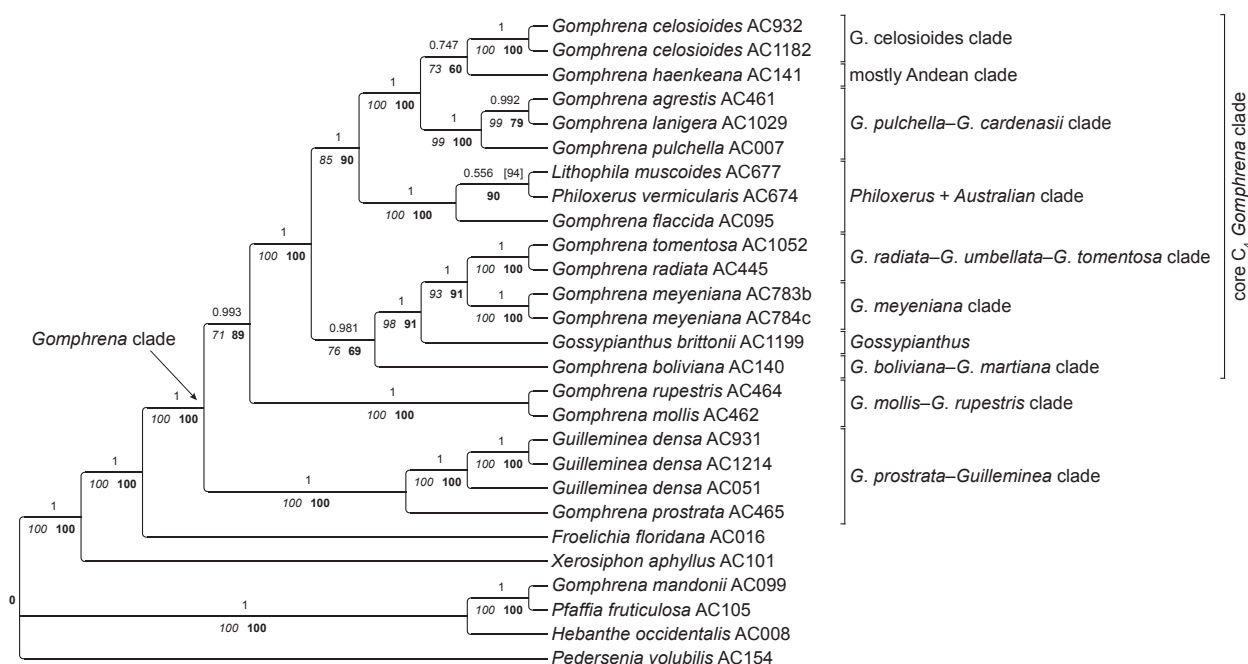 1
Gomphrena celosioides AC932
100 100
Gomphrena celosioides AC1182
G. celosioides clade
0.747
73 60
Gomphrena haenkeana AC141
mostly Andean clade
1
100 100
0.992
Gomphrena agrestis AC461
99 79
Gomphrena lanigera AC1029
1
99 100
Gomphrena pulchella AC007
G. pulchella–G. cardenasii clade
1
85 90
0.556 [94]
Lithophila muscoides AC677
90
Philoxerus vermicularis AC674
1
100 100
Gomphrena flaccida AC095
Philoxerus + Australian clade
1
100 100
1
Gomphrena tomentosa AC1052
100 100
Gomphrena radiata AC445
G. radiata–G. umbellata–G. tomentosa clade
1
93 91
1
Gomphrena meyeniana AC783b
100 100
Gomphrena meyeniana AC784c
G. meyeniana clade
1
98 91
Gossypianthus brittonii AC1199
Gossypianthus
0.981
76 69
Gomphrena boliviana AC140
G. boliviana–G. martiana clade
core C4 Gomphrena clade
0.993
71 89
Gomphrena clade
1
Gomphrena rupestris AC464
100 100
Gomphrena mollis AC462
G. mollis–G. rupestris clade
1
100 100
1
Guilleminea densa AC931
100 100
Guilleminea densa AC1214
1
100 100
Guilleminea densa AC051
1
100 100
Gomphrena prostrata AC465
G. prostrata–Guilleminea clade
1
100 100
Froelichia floridana AC016
1
100 100
Xerosiphon aphyllus AC101
0
1
Gomphrena mandonii AC099
100 100
Pfaffia fruticulosa AC105
1
100 100
Hebanthe occidentalis AC008
Pedersenia volubilis AC154